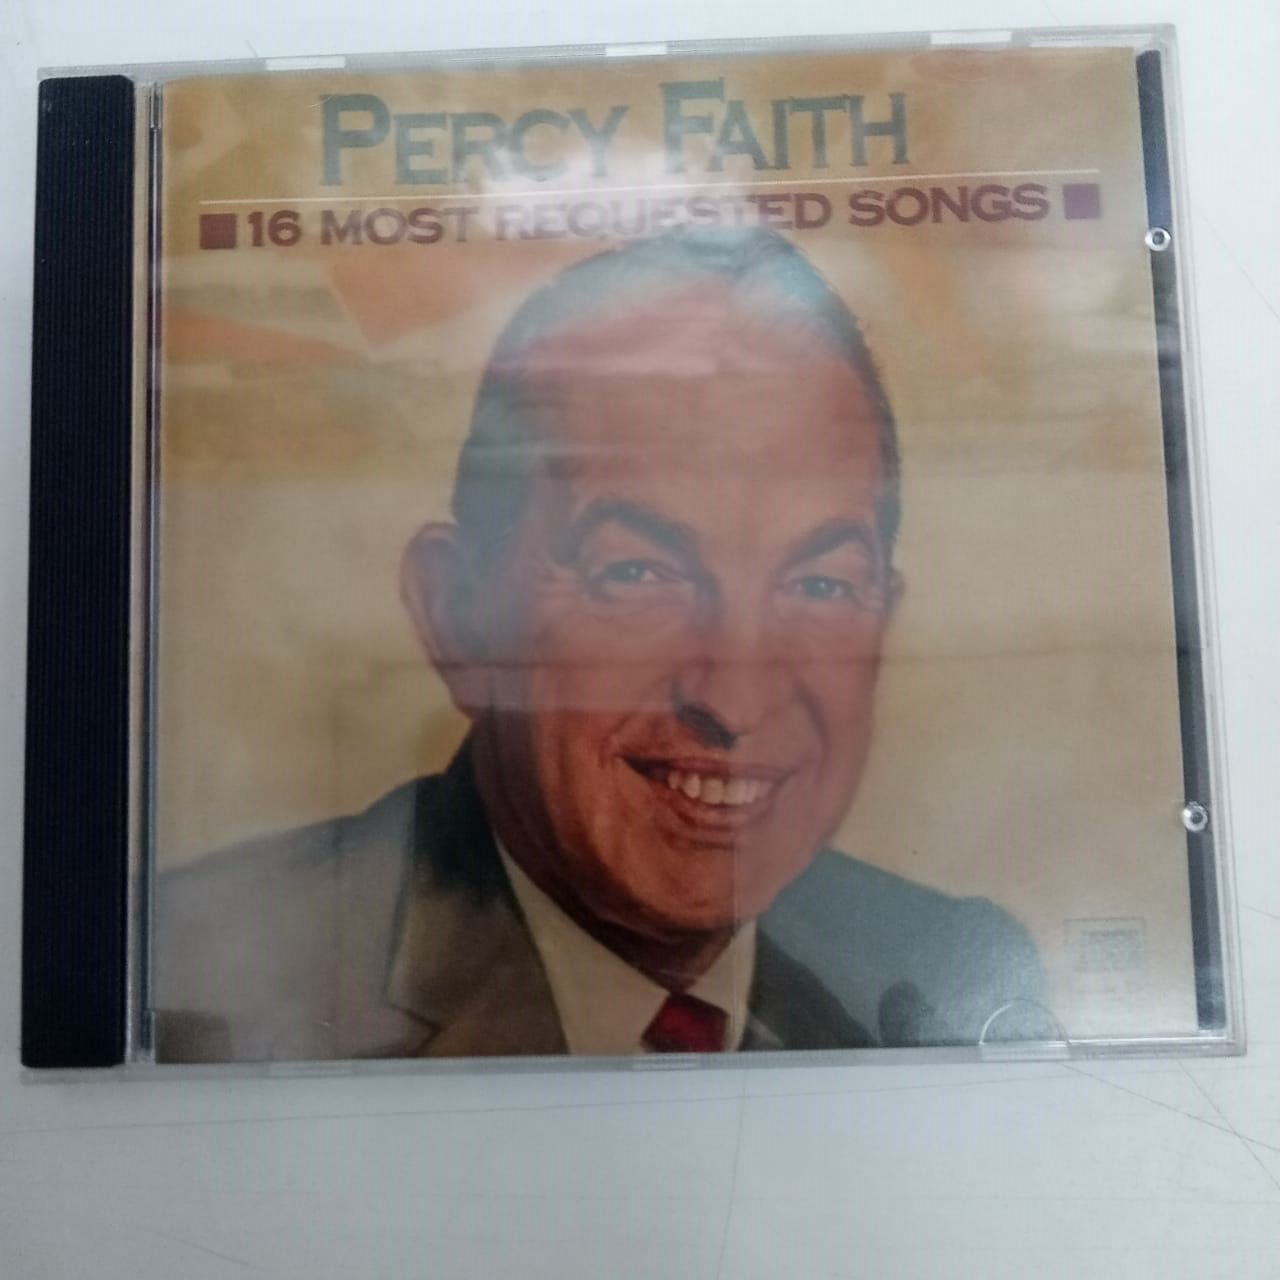 PERCY FAITH
16 MOST REQUESTED SONGS